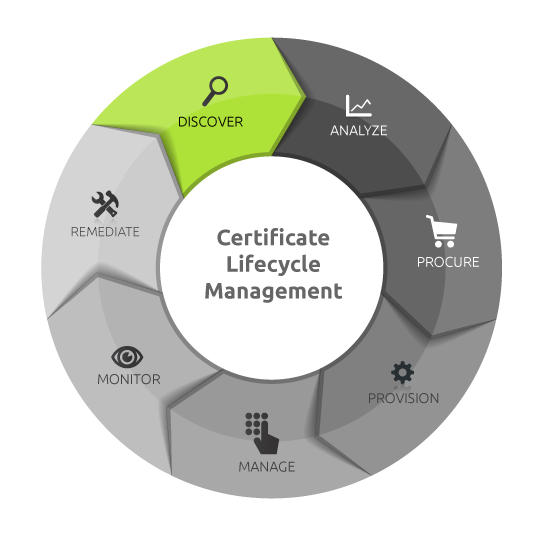 DISCOVER
ANALYZE
PROCURE
PROVISION
MANAGE
MONITOR
REMEDIATE
Certificate
Lifecycle
Management